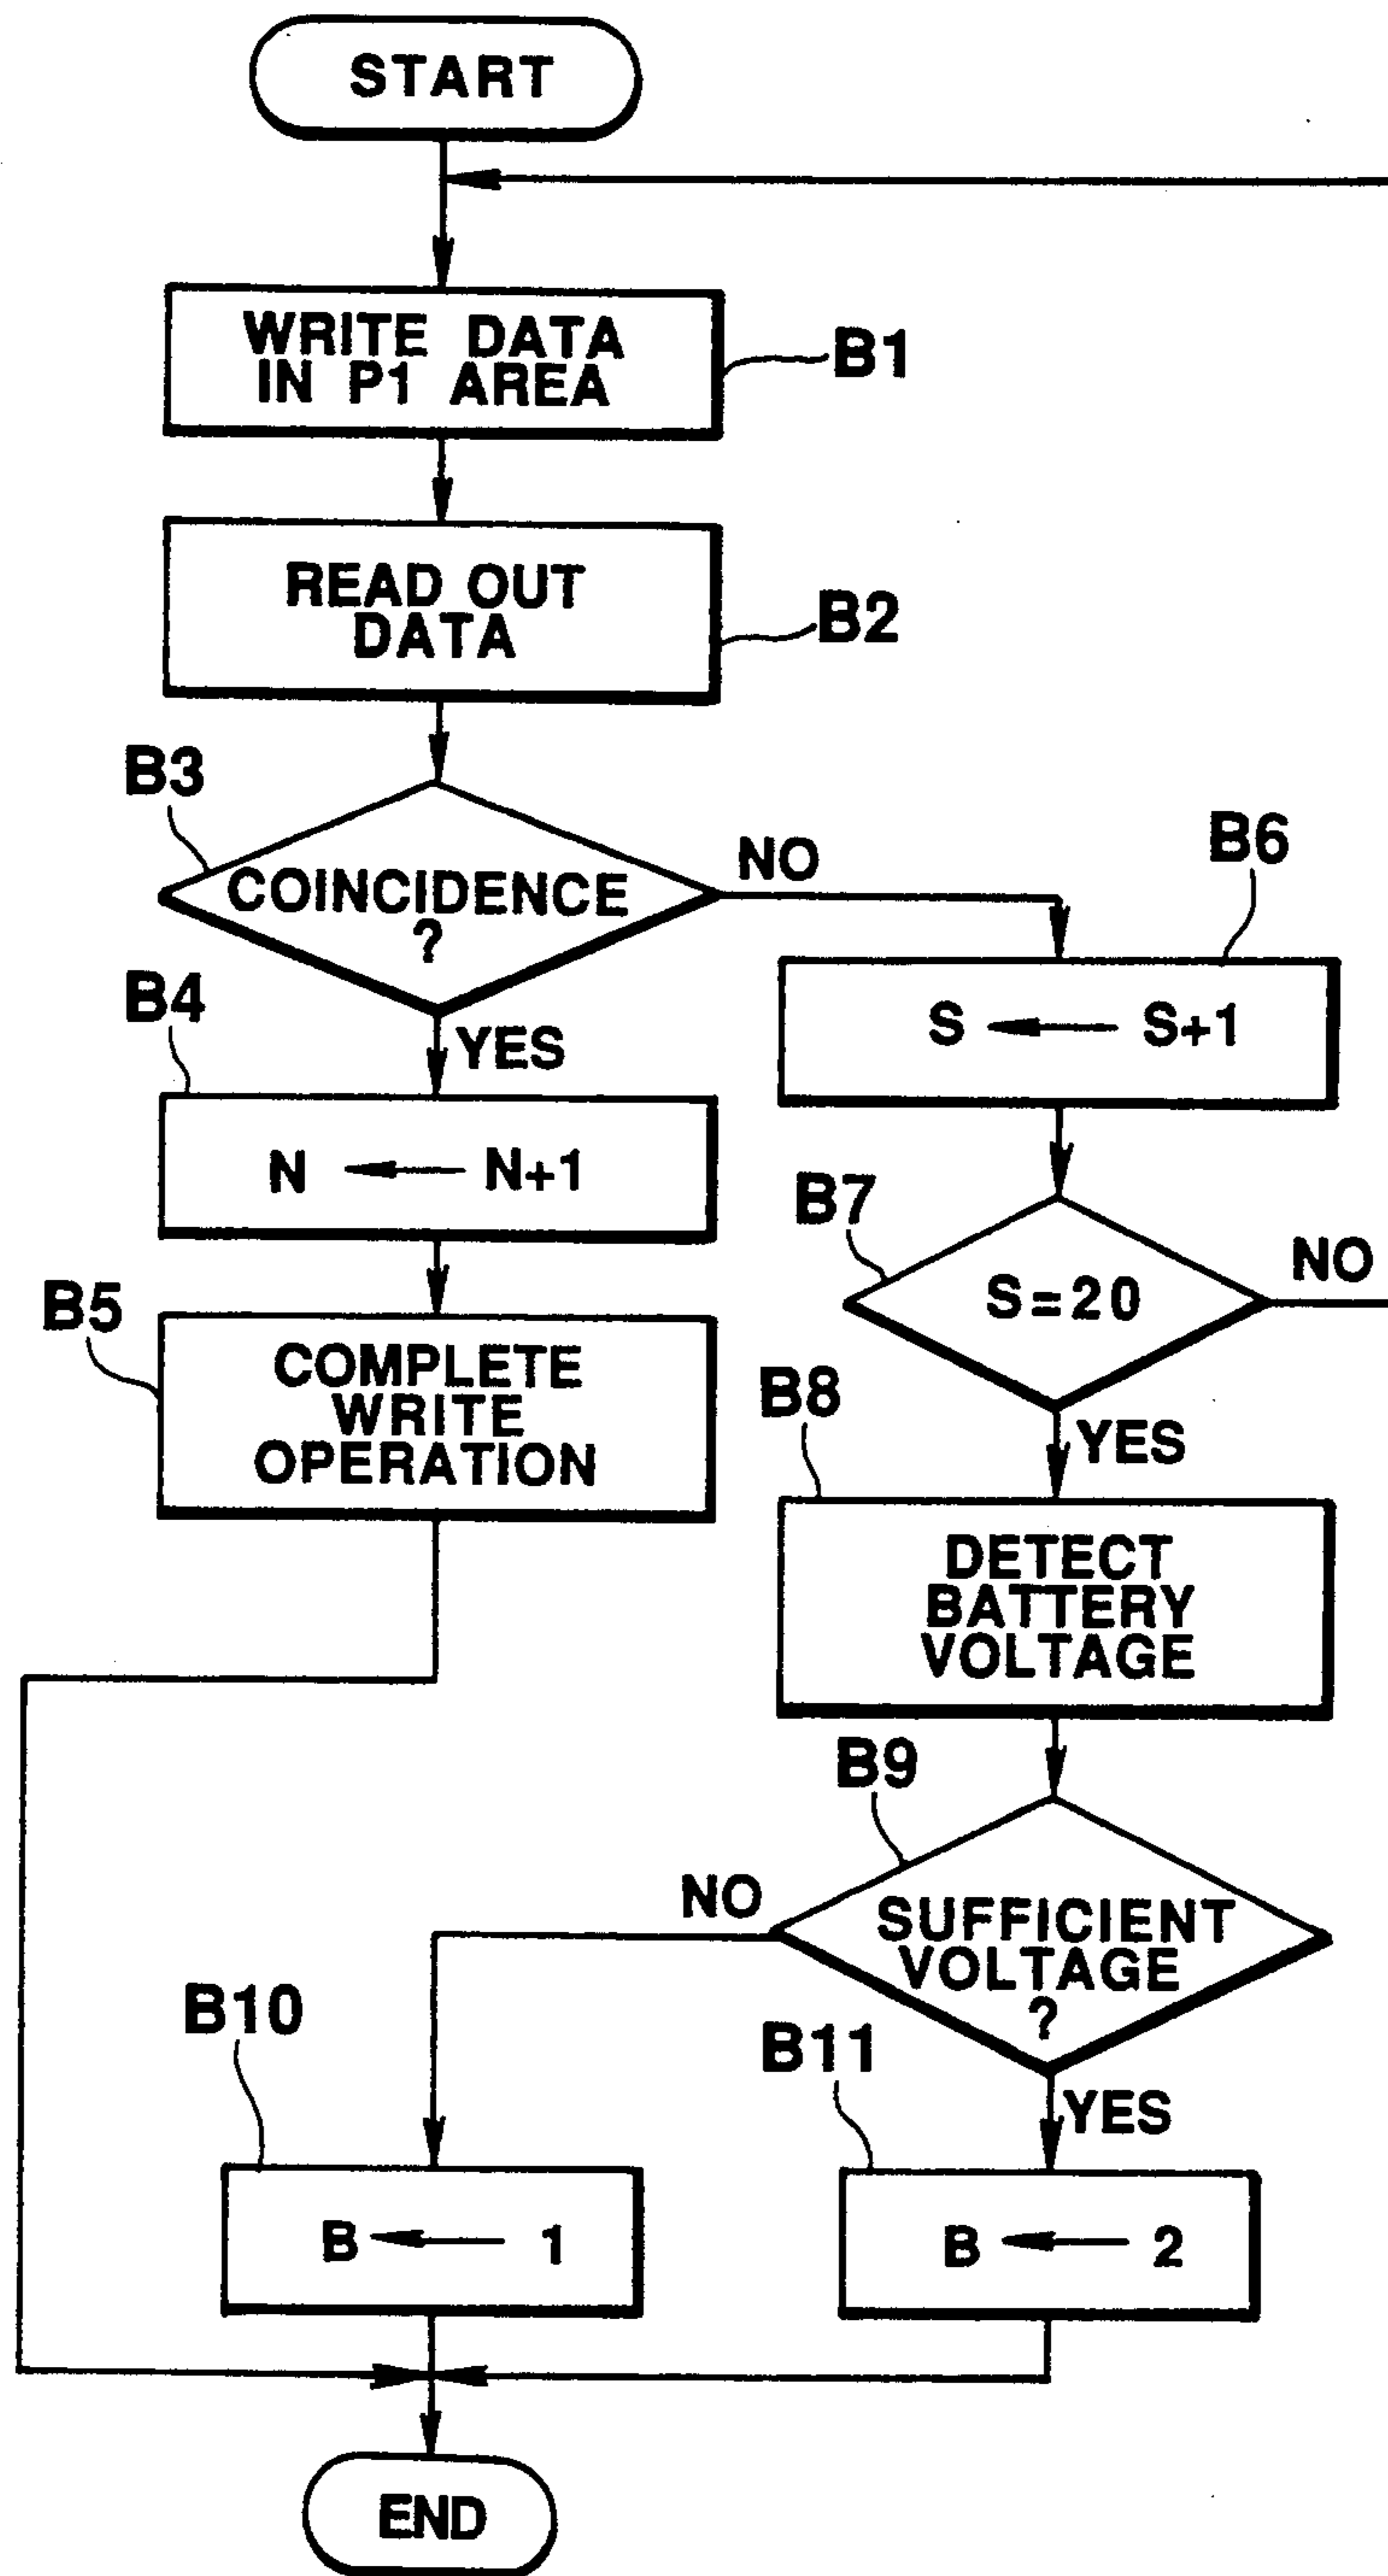 START
WRITE DATA
IN P1 AREA
B1
READ OUT
DATA
B2
B3
COINCIDENCE
?
NO
YES
B4
N ← N+1
B5
COMPLETE
WRITE
OPERATION
B6
S ← S+1
B7
S=20
NO
YES
B8
DETECT
BATTERY
VOLTAGE
B9
SUFFICIENT
VOLTAGE
?
NO
YES
B10
B ← 1
B11
B ← 2
END